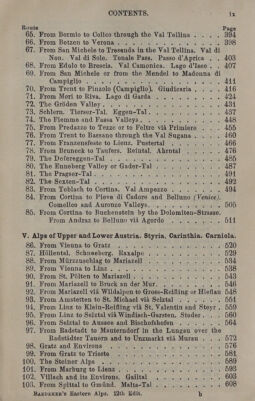 CONTENTS. ix
Route Page
65. From Bormio to Colico through the Val Tellina 394
66. From Botzen to Verona 398
67. From San Michele to Tresenda in the Val Tellina. Val di
Non. Val di Sole. Tonale Pass. Passo d'Aprica 403
68. From Edolo to Brescia. Val Camonica. Lago d'Iseo 407
69. From San Michele or from the Mendel to Madonna di
Campiglio 411
70. From Trent to Pinzolo (Campiglio). Giudicaria 416
71. From Mori to Riva. Lago di Garda 424
72. The Gröden Valley 431
73. Schlern. Tierser-Tal. Eggen-Tal 437
74. The Fiemme and Fassa Valleys 448
75. From Predazzo to Tezze or to Feltre viâ Primiero 455
76. From Trent to Bassano through the Val Sugana 460
77. From Franzensfeste to Lienz. Pustertal 466
78. From Bruneck to Taufers. Reintal. Ahrntal 476
79. The Defereggen-Tal 485
80. The Enneberg Valley or Gader-Tal 487
81. The Pragser-Tal 491
82. The Sexten-Tal 492
83. From Toblach to Cortina. Val Ampezzo 494
84. From Cortina to Pieve di Cadore and Belluno (Venice).
Comelico and Auronzo Valleys 505
85. From Cortina to Buchenstein by the Dolomiten-Strasse.
From Andraz to Belluno viâ Agordo 511
V. Alps of Upper and Lower Austria. Styria. Carinthia. Carniola.
86. From Vienna to Gratz 520
87. Höllental. Schneeberg. Raxalpe 529
88. From Mürzzuschlag to Mariazell 534
89. From Vienna to Linz 538
90. From St. Pölten to Mariazell 543
91. From Mariazell to Bruck an der Mur 546
92. From Mariazell viâ Wildalpen to Gross-Reifling or Hieflau 548
93. From Amstetten to St. Michael viâ Selztal 551
94. From Linz to Klein-Reifling viâ St. Valentin and Steyr 559
95. From Linz to Selztal viâ Windisch-Garsten. Stoder 560
96. From Selztal to Aussee and Bischofshofen 564
97. From Radstadt to Mauterndorf in the Lungau over the
Radstädter Tauern and to Unzmarkt viâ Murau 572
98. Gratz and Environs 576
99. From Gratz to Trieste 581
100. The Steiner Alps 589
101. From Marburg to Lienz 593
102. Villach and its Environs. Gailtal 603
103. From Spittal to Gmünd. Malta-Tal 608
BAEDEKER's Eastern Alps. 12th Edit. b